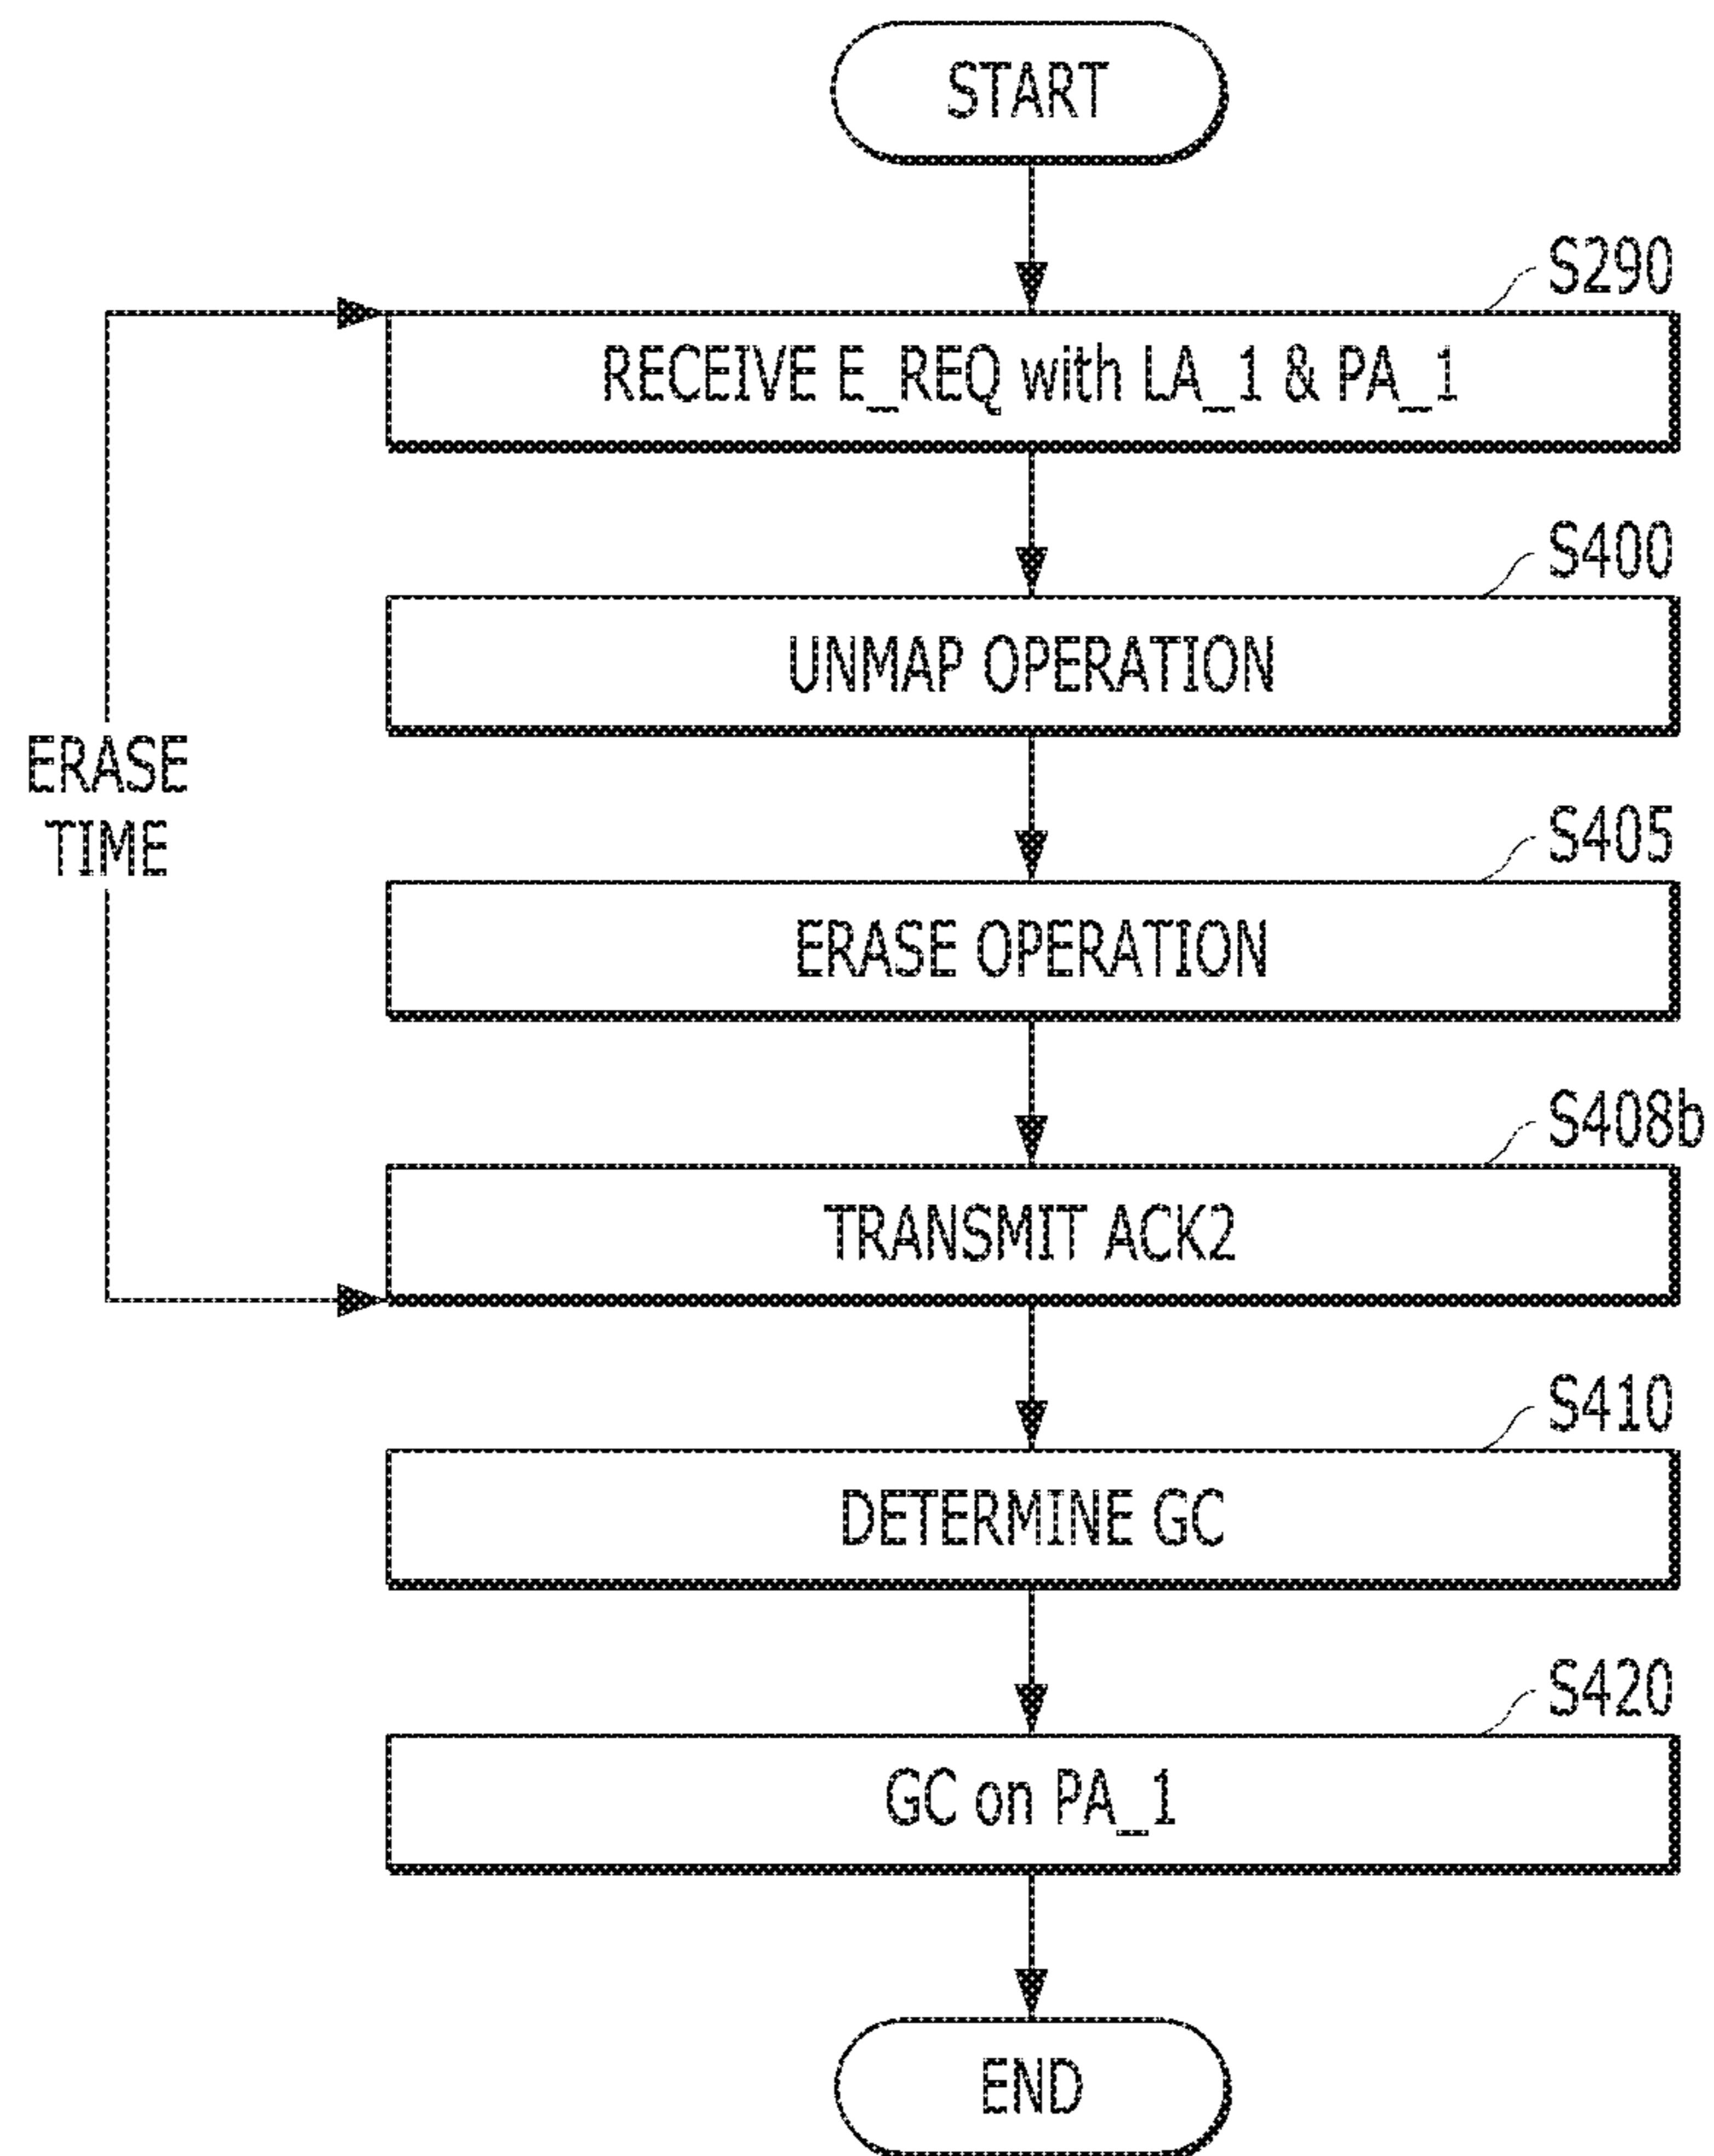 START
S290
RECEIVE E_REQ with LA_1 & PA_1
S400
UNMAP OPERATION
ERASE
TIME
S405
ERASE OPERATION
S408b
TRANSMIT ACK2
S410
DETERMINE GC
S420
GC on PA_1
END